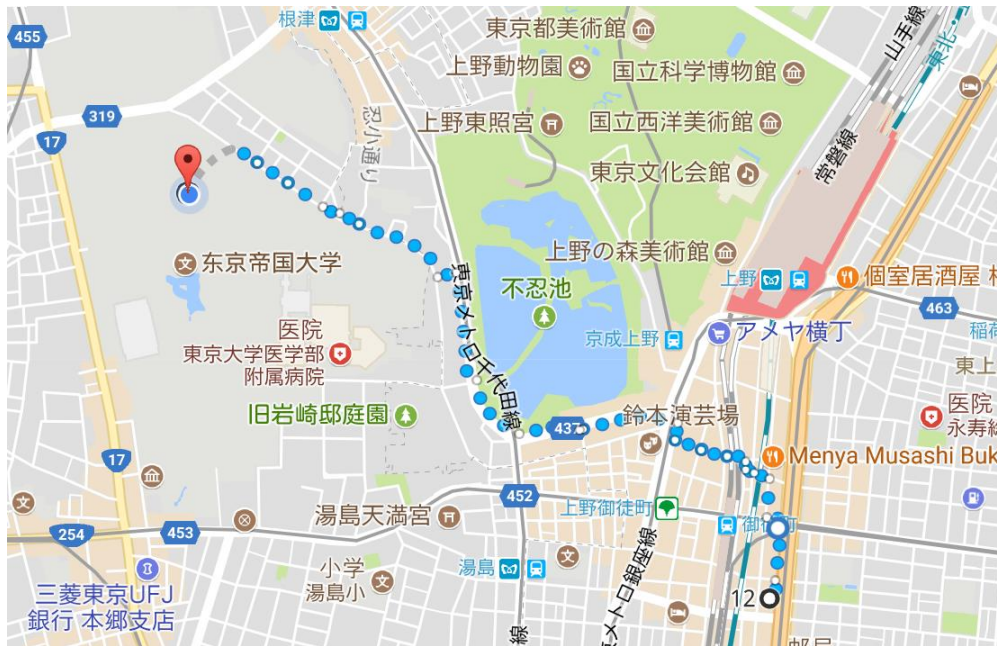 455
根津
東京都美術館
山手線
東北
上野動物園
国立科学博物館
319
17
忍小通り
上野東照宮
国立西洋美術館
常磐線
東京文化会館
东京帝国大学
上野の森美術館
不忍池
上野
個室居酒屋
463
東京メトロ千代田線
京成上野
アメヤ横丁
稲荷
医院
東京大学医学部
附属病院
東上
旧岩崎邸庭園
437
鈴本演芸場
医院
永寿総
17
Menya Musashi Buk
452
湯島天満宮
上野御徒町
御徒町
254
453
小学
湯島小
湯島
三菱東京UFJ
銀行 本郷支店
メトロ銀座線
12
線